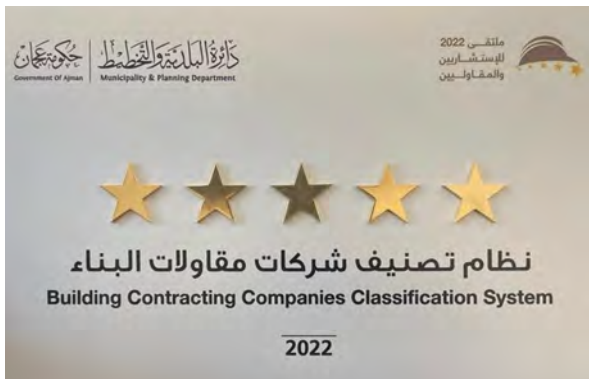 حكومة عجمان
Government Of Ajman
دائرة البلدية والتخطيط
Municipality & Planning Department
ملتقى 2022
للإستشاريين
والمقاوليين
نظام تصنيف شركات مقاولات البناء
Building Contracting Companies Classification System
2022